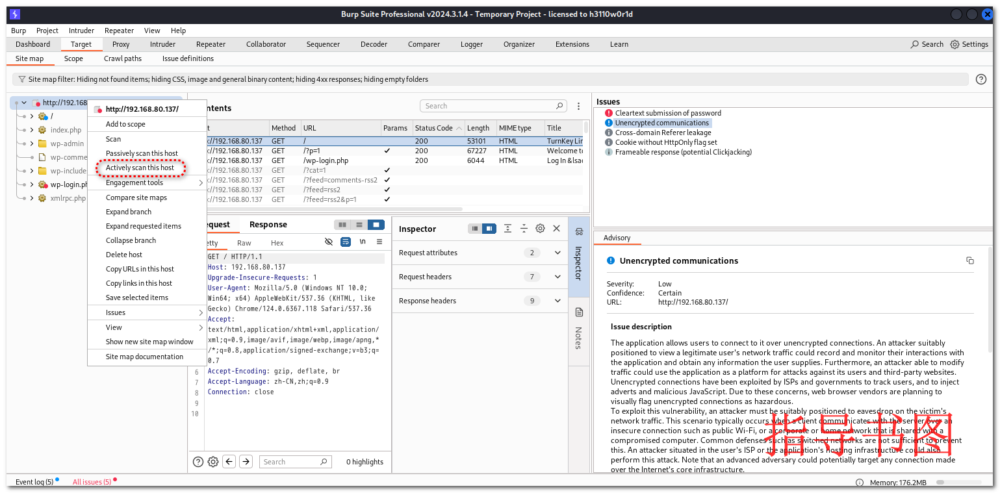 Burp Suite Professional v2024.3.1.4 - Temporary Project - licensed to h3110w0r1d
Burp Project Intruder Repeater View Help
Dashboard Target Proxy Intruder Repeater Collaborator Sequencer Decoder Comparer Logger Organizer Extensions Learn Search Settings
Site map Scope Crawl paths Issue definitions
Site map filter: Hiding not found items; hiding CSS, image and general binary content; hiding 4xx responses; hiding empty folders
http://192.168
/
index.php
wp-admin
wp-comme
wp-include
wp-login.ph
xmlrpc.php
http://192.168.80.137/
Add to scope
Scan
Passively scan this host
Actively scan this host
Engagement tools
Compare site maps
Expand branch
Expand requested items
Collapse branch
Delete host
Copy URLs in this host
Copy links in this host
Save selected items
Issues
View
Show new site map window
Site map documentation
ntents
Search
t Method URL Params Status Code Length MIME type Title
://192.168.80.137 GET / 200 53101 HTML TurnKey Lin
://192.168.80.137 GET /?p=1 ✓ 200 67227 HTML Welcome to
://192.168.80.137 GET /wp-login.php 200 6044 HTML Log In &lsac
://192.168.80.137 GET /?cat=1 ✓
://192.168.80.137 GET /?feed=comments-rss2 ✓
://192.168.80.137 GET /?feed=rss2 ✓
://192.168.80.137 GET /?feed=rss2&p=1 ✓
quest Response
etty Raw Hex \n
GET / HTTP/1.1
Host: 192.168.80.137
Upgrade-Insecure-Requests: 1
User-Agent: Mozilla/5.0 (Windows NT 10.0;
Win64; x64) AppleWebKit/537.36 (KHTML, like
Gecko) Chrome/124.0.6367.118 Safari/537.36
Accept:
text/html,application/xhtml+xml,application/
xml;q=0.9,image/avif,image/webp,image/apng,*
/*;q=0.8,application/signed-exchange;v=b3;q=
0.7
6 Accept-Encoding: gzip, deflate, br
7 Accept-Language: zh-CN,zh;q=0.9
8 Connection: close
9
10
Search 0 highlights
Inspector
Request attributes 2
Request headers 7
Response headers 9
Inspector
Notes
Issues
Cleartext submission of password
Unencrypted communications
Cross-domain Referer leakage
Cookie without HttpOnly flag set
Frameable response (potential Clickjacking)
Advisory
Unencrypted communications
Severity: Low
Confidence: Certain
URL: http://192.168.80.137/
Issue description
The application allows users to connect to it over unencrypted connections. An attacker suitably
positioned to view a legitimate user's network traffic could record and monitor their interactions with
the application and obtain any information the user supplies. Furthermore, an attacker able to modify
traffic could use the application as a platform for attacks against its users and third-party websites.
Unencrypted connections have been exploited by ISPs and governments to track users, and to inject
adverts and malicious JavaScript. Due to these concerns, web browser vendors are planning to
visually flag unencrypted connections as hazardous.
To exploit this vulnerability, an attacker must be suitably positioned to eavesdrop on the victim's
network traffic. This scenario typically occurs when a client communicates with the server over an
insecure connection such as public Wi-Fi, or a corporate or home network that is shared with a
compromised computer. Common defenses such as switched networks are not sufficient to prevent
this. An attacker situated in the user's ISP or the application's hosting infrastructure could also
perform this attack. Note that an advanced adversary could potentially target any connection made
over the Internet's core infrastructure.
指导书图
Event log (5) All issues (5) Memory: 176.2MB